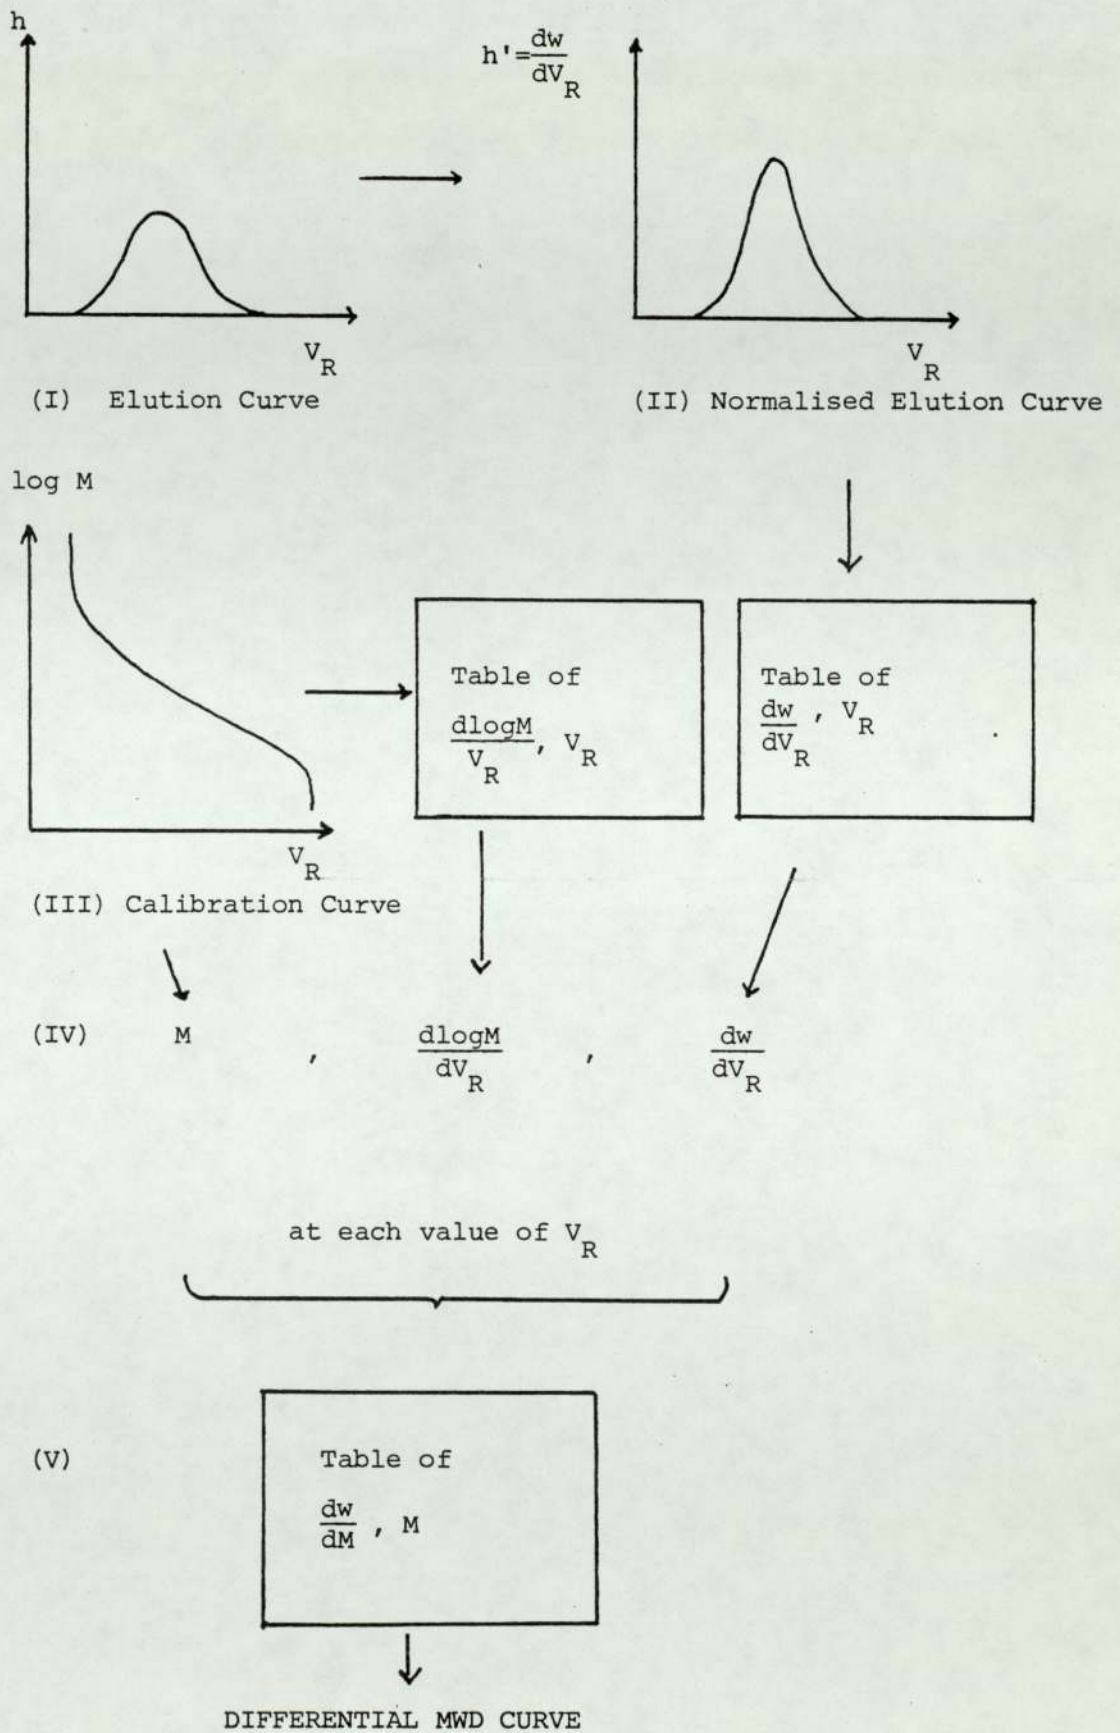 h
h'=dw/dV_R
V_R
V_R
(I) Elution Curve
(II) Normalised Elution Curve
log M
V_R
(III) Calibration Curve
Table of
dlogM/V_R, V_R
Table of
dw/dV_R , V_R
(IV) M , dlogM/dV_R , dw/dV_R
at each value of V_R
(V)
Table of
dw/dM , M
DIFFERENTIAL MWD CURVE